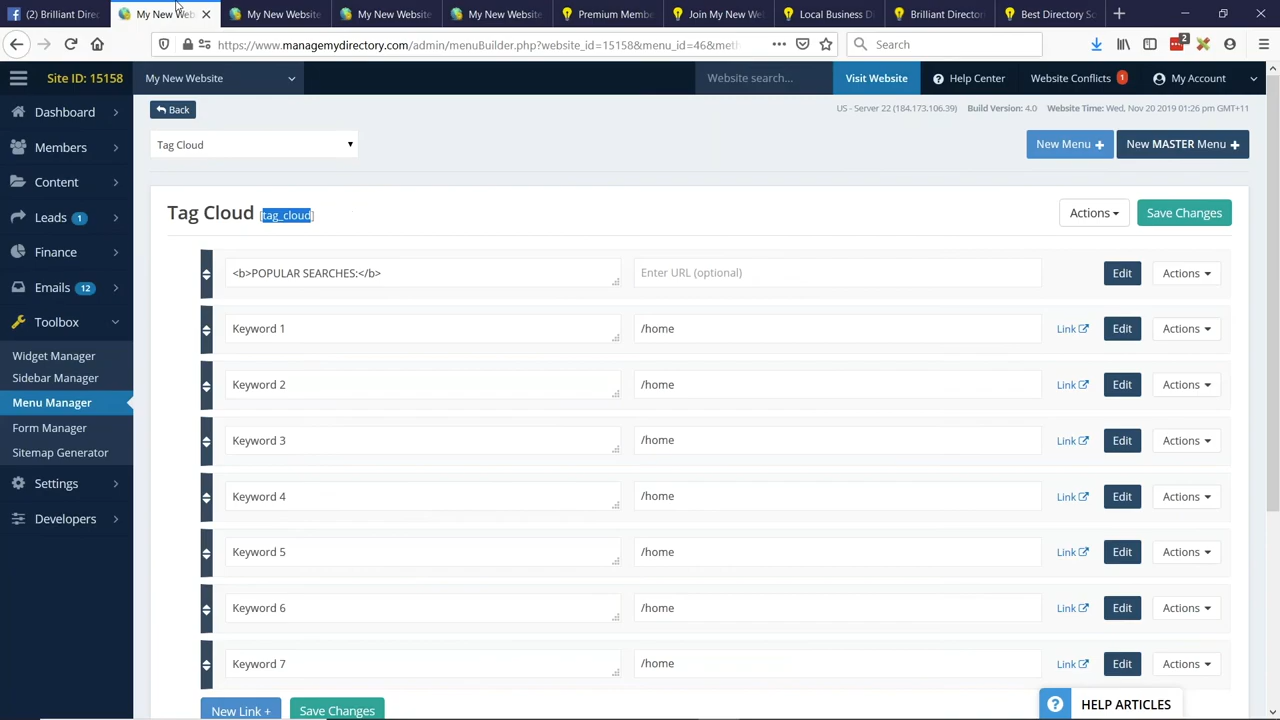 (2) Brilliant Direc
My New Web
My New Website
My New Website
My New Website
Premium Memb
Join My New We
Local Business D
Brilliant Director
Best Directory So
https://www.managemydirectory.com/admin/menuBuilder.php?website_id=15158&menu_id=46&met
Search
2
Site ID: 15158
My New Website
Website search...
Visit Website
Help Center
Website Conflicts 1
My Account
Dashboard
Members
Content
Leads 1
Finance
Emails 12
Toolbox
Widget Manager
Sidebar Manager
Menu Manager
Form Manager
Sitemap Generator
Settings
Developers
Back
US - Server 22 (184.173.106.39) Build Version: 4.0 Website Time: Wed, Nov 20 2019 01:26 pm GMT+11
Tag Cloud
New Menu
New MASTER Menu
Tag Cloud [tag_cloud]
Actions
Save Changes
<b>POPULAR SEARCHES:</b> Enter URL (optional) Edit Actions
Keyword 1 /home Link Edit Actions
Keyword 2 /home Link Edit Actions
Keyword 3 /home Link Edit Actions
Keyword 4 /home Link Edit Actions
Keyword 5 /home Link Edit Actions
Keyword 6 /home Link Edit Actions
Keyword 7 /home Link Edit Actions
New Link +
Save Changes
? HELP ARTICLES